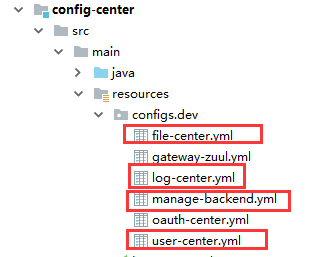 config-center
src
main
java
resources
configs.dev
file-center.yml
gateway-zuul.yml
log-center.yml
manage-backend.yml
oauth-center.yml
user-center.yml